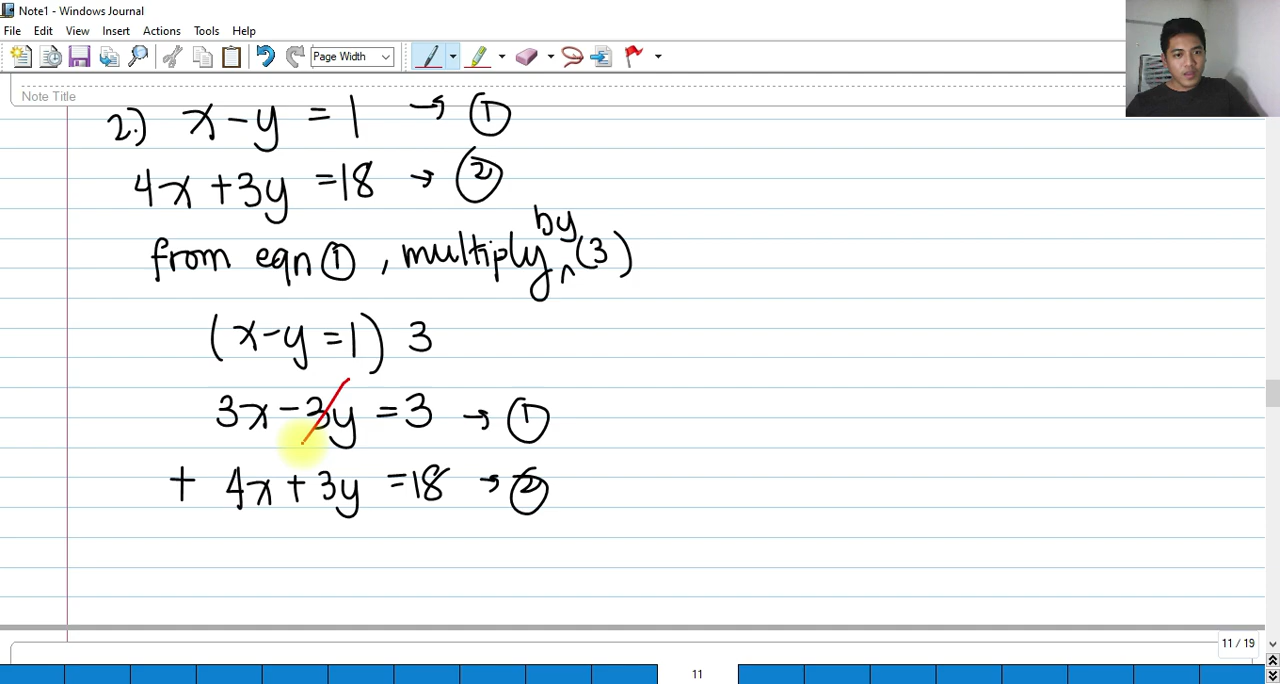 Note1 - Windows Journal
File Edit View Insert Actions Tools Help
Page Width
Note Title
2.) x - y = 1 → ①
4x + 3y = 18 → ②
from eqn ①, multiply ^ by (3)
(x - y = 1) 3
3x - 3y = 3 → ①
+ 4x + 3y = 18 → ②
11 / 19
11